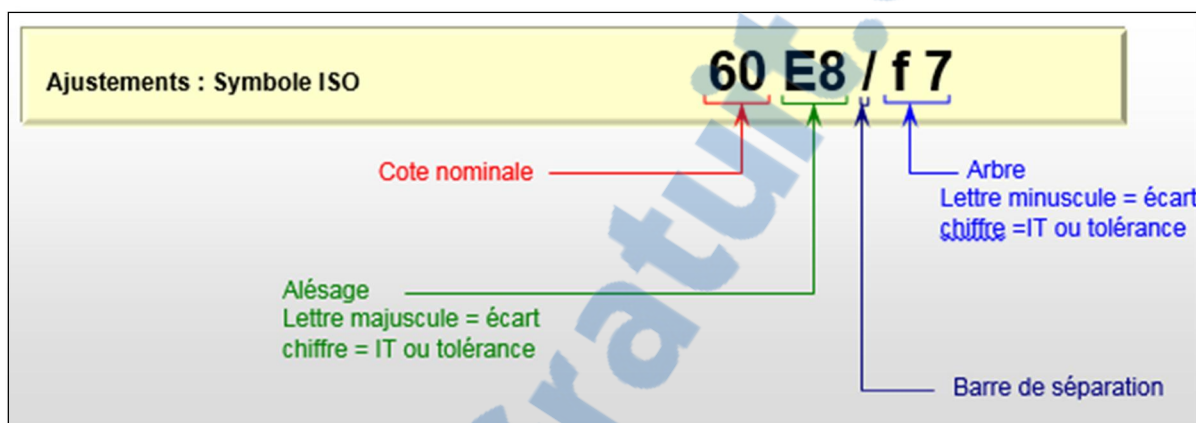 Ajustements : Symbole ISO
60 E8 / f 7
Cote nominale
Arbre
Lettre minuscule = écart
chiffre =IT ou tolérance
Alésage
Lettre majuscule = écart
chiffre = IT ou tolérance
Barre de séparation